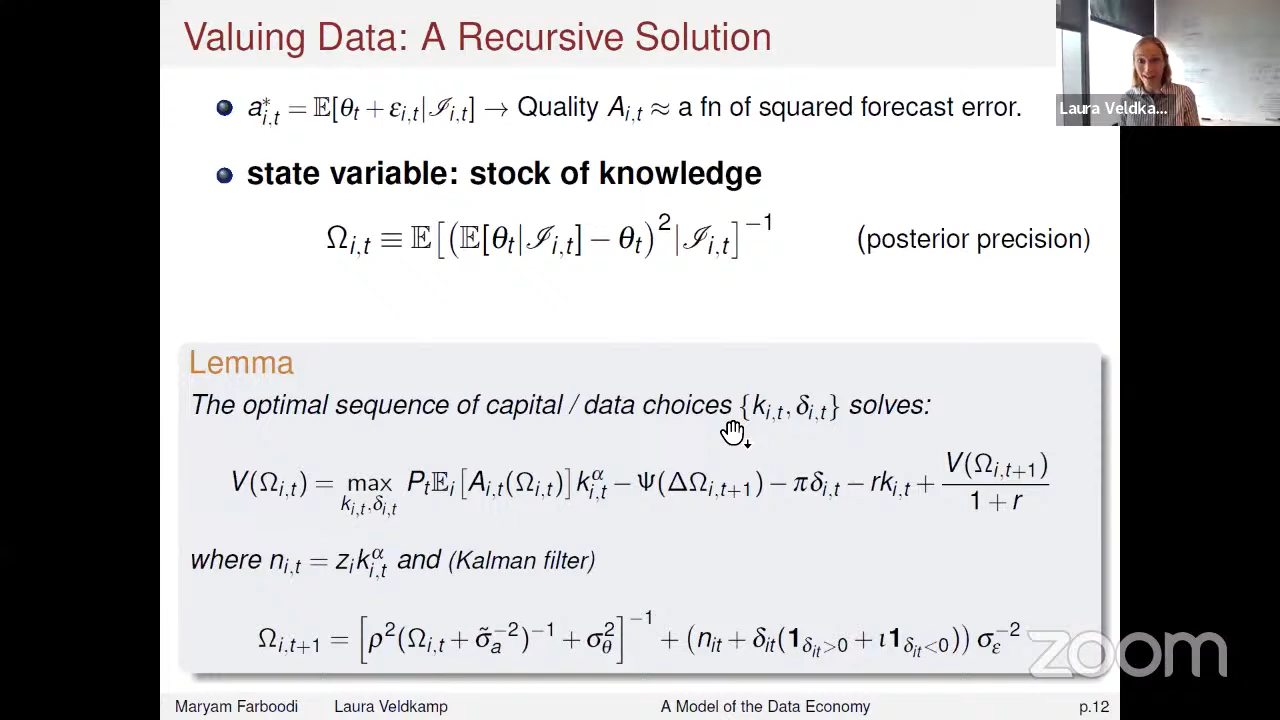 Valuing Data: A Recursive Solution
Laura Veldka...
a*_{i,t} = 𝔼[θ_t + ε_{i,t}|ℐ_{i,t}] → Quality A_{i,t} ≈ a fn of squared forecast error.
state variable: stock of knowledge
Ω_{i,t} ≡ 𝔼[(𝔼[θ_t|ℐ_{i,t}] − θ_t)²|ℐ_{i,t}]⁻¹ (posterior precision)
Lemma
The optimal sequence of capital / data choices {k_{i,t}, δ_{i,t}} solves:
V(Ω_{i,t}) = max_{k_{i,t},δ_{i,t}} P_t 𝔼_i[A_{i,t}(Ω_{i,t})] k^α_{i,t} − Ψ(ΔΩ_{i,t+1}) − πδ_{i,t} − rk_{i,t} + V(Ω_{i,t+1}) / (1 + r)
where n_{i,t} = z_i k^α_{i,t} and (Kalman filter)
Ω_{i,t+1} = [ρ²(Ω_{i,t} + σ̃_a⁻²)⁻¹ + σ_θ²]⁻¹ + (n_{it} + δ_{it}(𝟏_{δ_{it}>0} + ι𝟏_{δ_{it}<0})) σ_ε⁻²
zoom
Maryam Farboodi Laura Veldkamp A Model of the Data Economy p.12